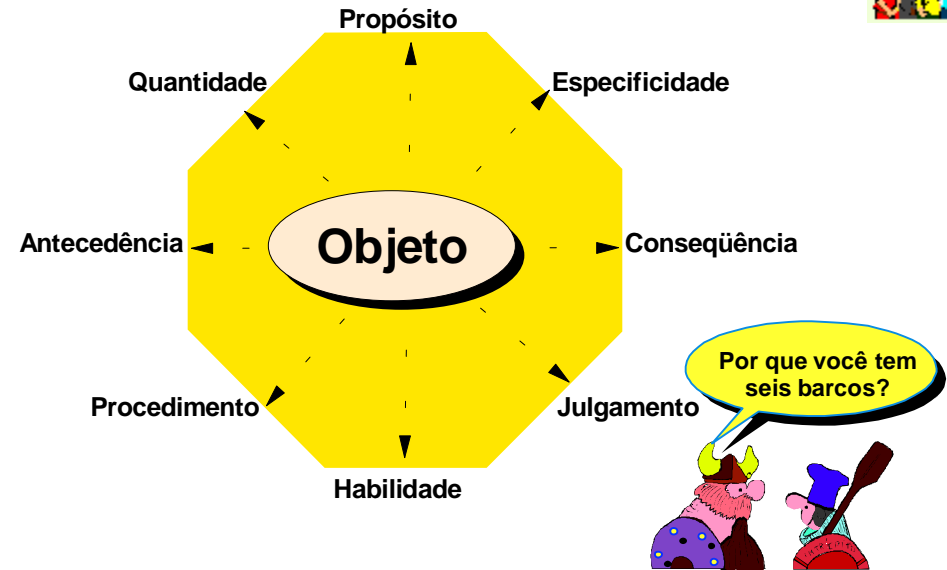 Propósito
Quantidade
Especificidade
Antecedência
Objeto
Conseqüência
Procedimento
Julgamento
Habilidade
Por que você tem
seis barcos?